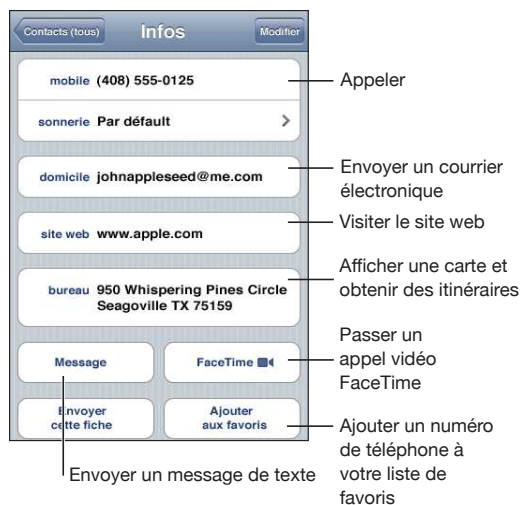 Contacts (tous) Infos Modifier
mobile (408) 555-0125
Appeler
sonnerie Par défault
domicile johnappleseed@me.com
Envoyer un courrier
électronique
site web www.apple.com
Visiter le site web
bureau 950 Whispering Pines Circle
Seagoville TX 75159
Afficher une carte et
obtenir des itinéraires
Message
FaceTime
Passer un
appel vidéo
FaceTime
Envoyer
cette fiche
Ajouter
aux favoris
Ajouter un numéro
de téléphone à
votre liste de
favoris
Envoyer un message de texte